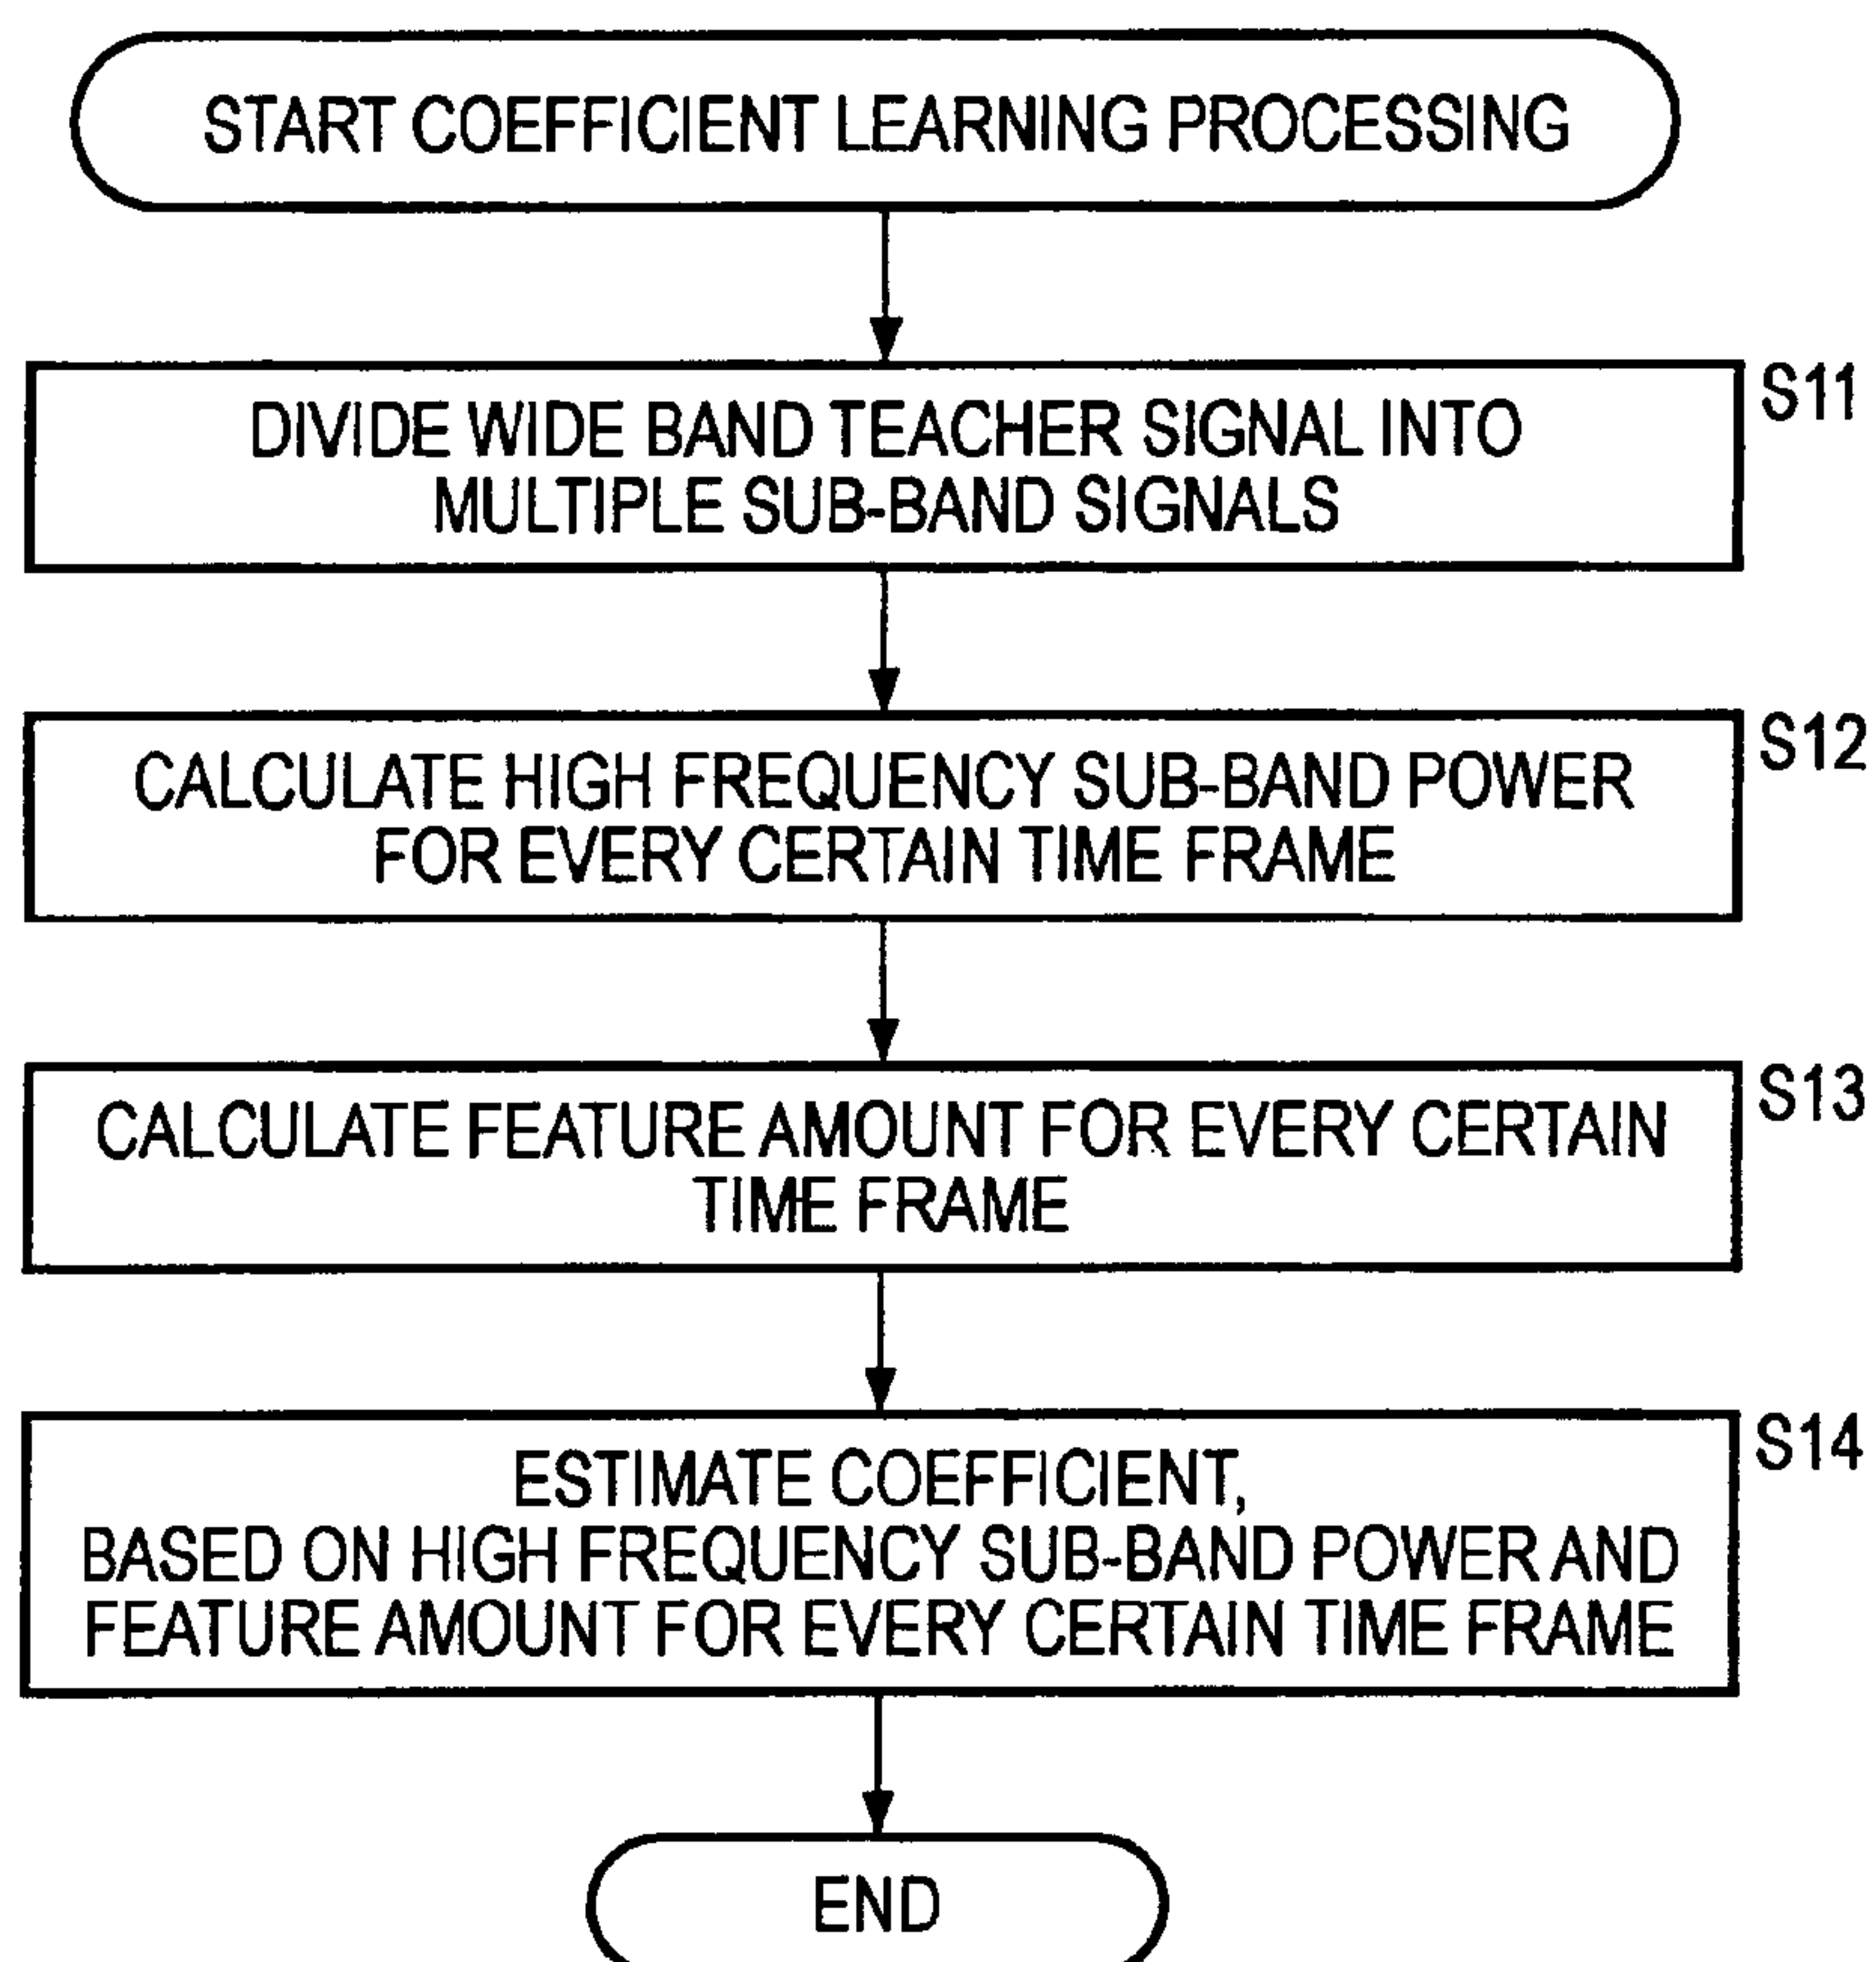 START COEFFICIENT LEARNING PROCESSING
S11
DIVIDE WIDE BAND TEACHER SIGNAL INTO
MULTIPLE SUB-BAND SIGNALS
S12
CALCULATE HIGH FREQUENCY SUB-BAND POWER
FOR EVERY CERTAIN TIME FRAME
S13
CALCULATE FEATURE AMOUNT FOR EVERY CERTAIN
TIME FRAME
S14
ESTIMATE COEFFICIENT,
BASED ON HIGH FREQUENCY SUB-BAND POWER AND
FEATURE AMOUNT FOR EVERY CERTAIN TIME FRAME
END